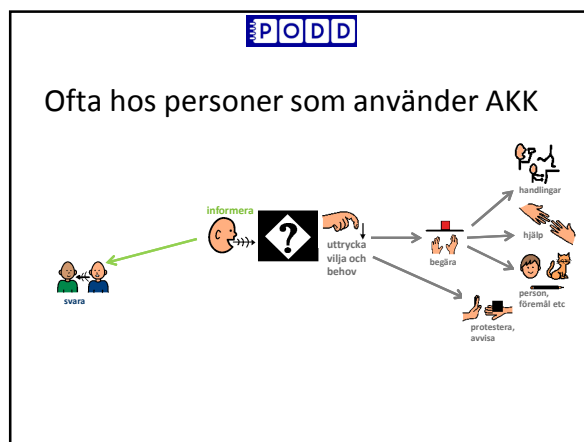 PODD
Ofta hos personer som använder AKK
handlingar
informera
?
uttrycka
vilja och
behov
begära
hjälp
person,
föremål etc
svara
protestera,
avvisa